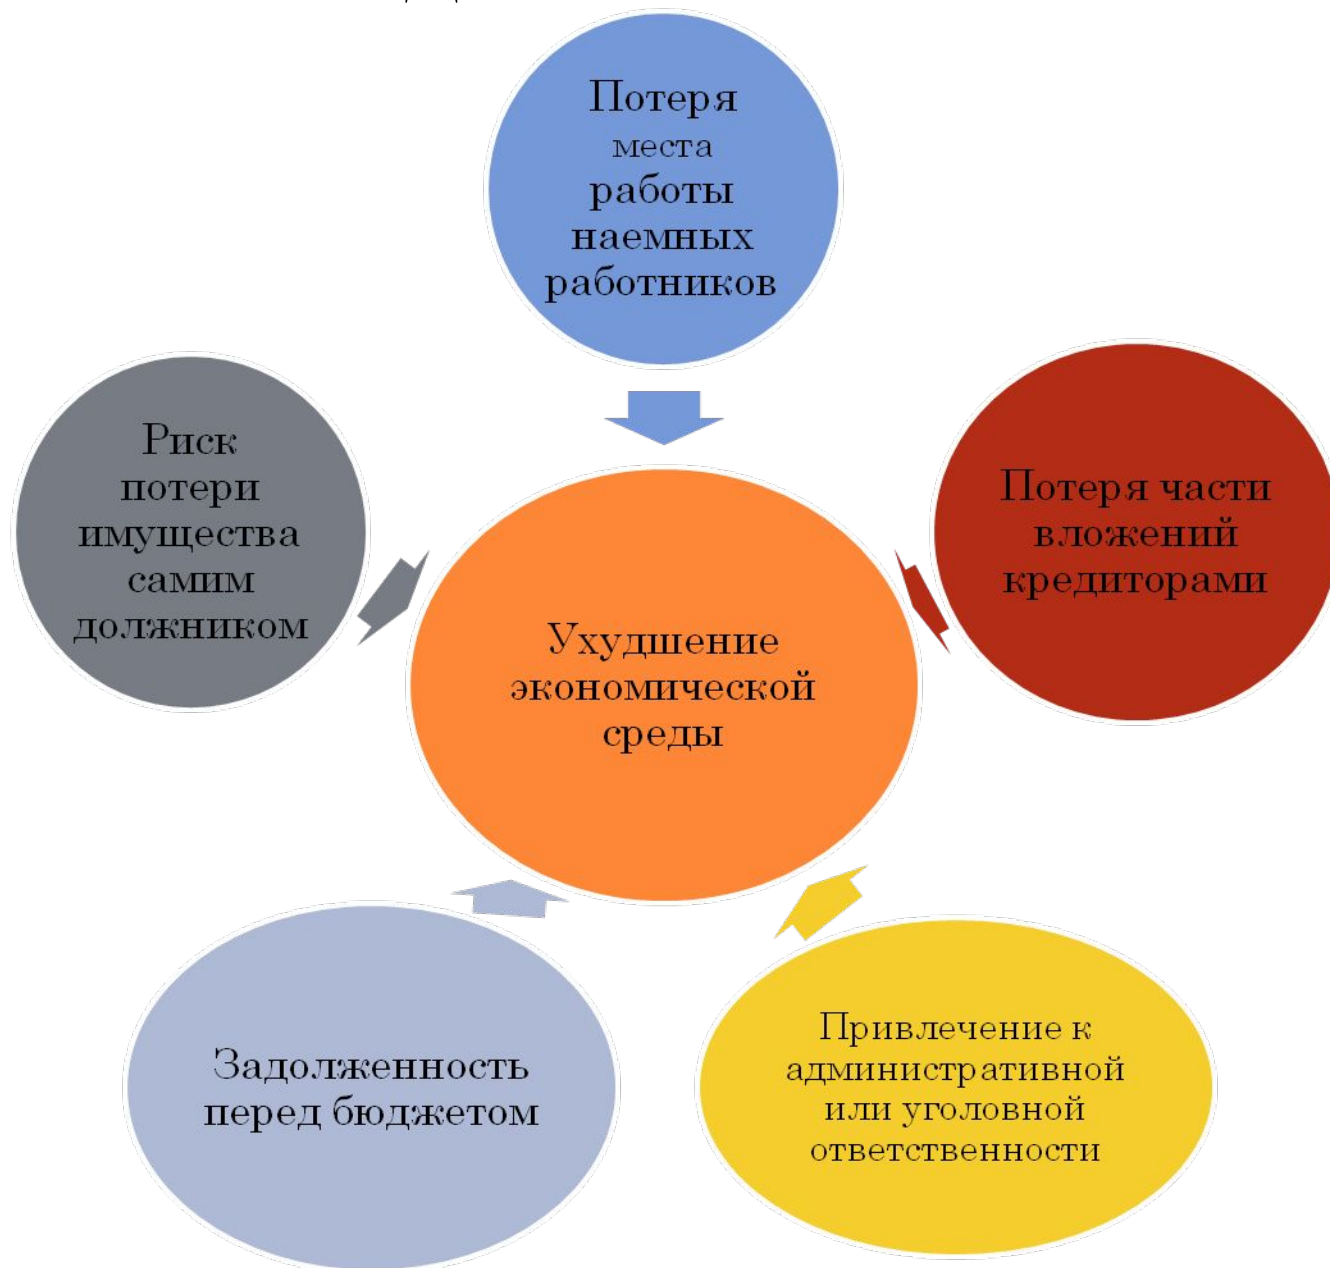 Потеря
места
работы
наемных
работников
Риск
потери
имущества
самим
должником
Потеря части
вложений
кредиторами
Ухудшение
экономической
среды
Задолженность
перед бюджетом
Привлечение к
административной
или уголовной
ответственности